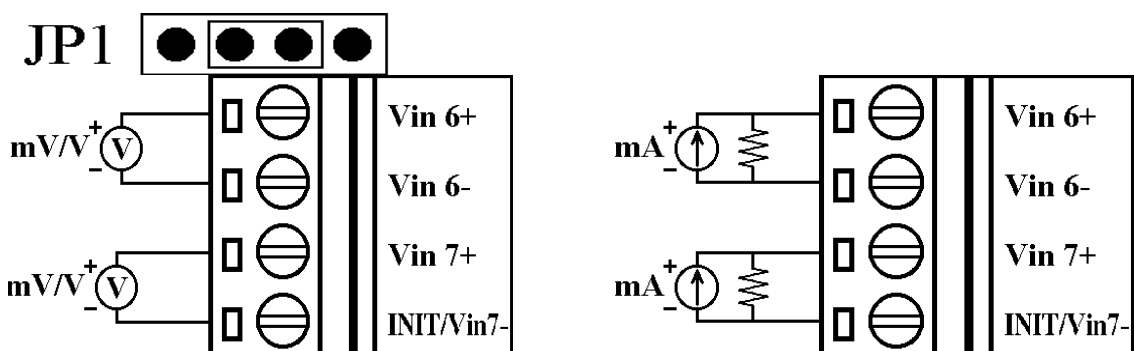 JP1
mV/V + V − Vin 6+
Vin 6-
mV/V + V − Vin 7+
INIT/Vin7-
mA + − Vin 6+
Vin 6-
mA + − Vin 7+
INIT/Vin7-